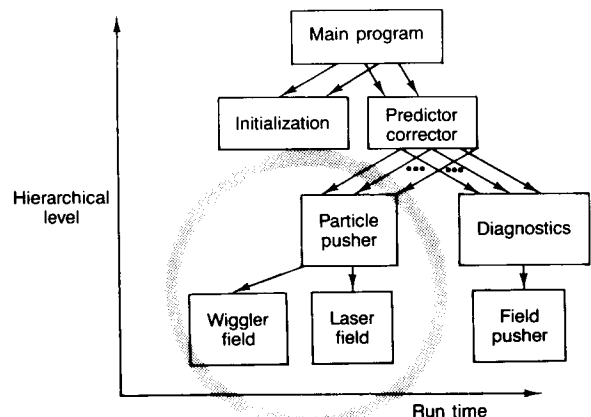 Main program
Initialization
Predictor
corrector
Hierarchical
level
Particle
pusher
Diagnostics
Wiggler
field
Laser
field
Field
pusher
Run time